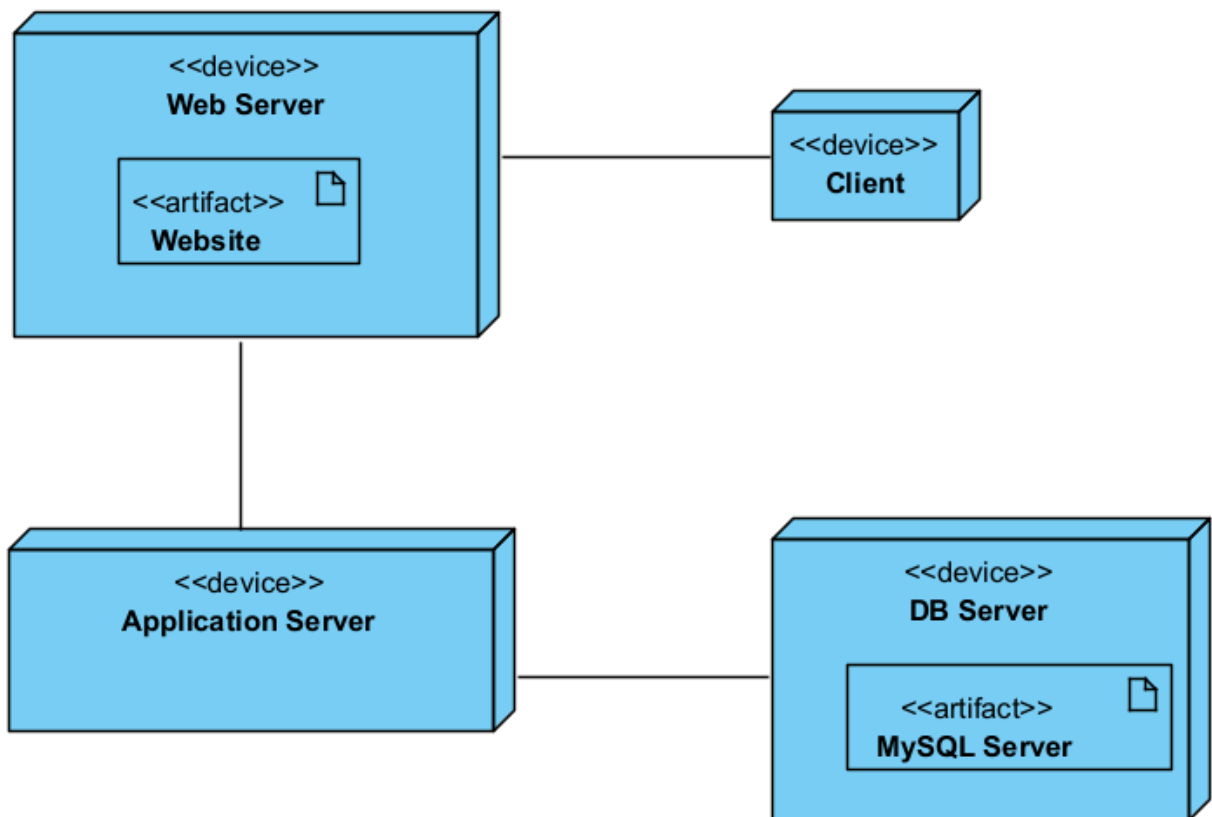 <<device>>
Web Server
<<artifact>>
Website
<<device>>
Client
<<device>>
Application Server
<<device>>
DB Server
<<artifact>>
MySQL Server